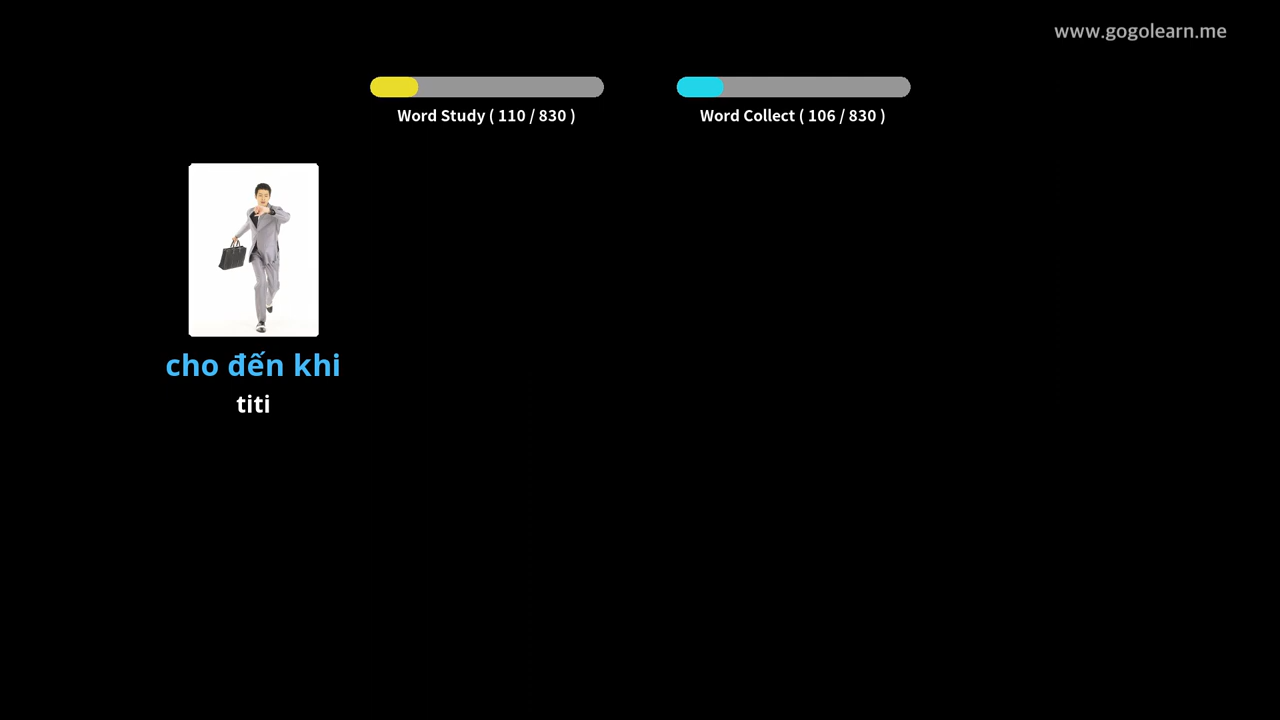 www.gogolearn.me
Word Study ( 110 / 830 )
Word Collect ( 106 / 830 )
cho đến khi
titi